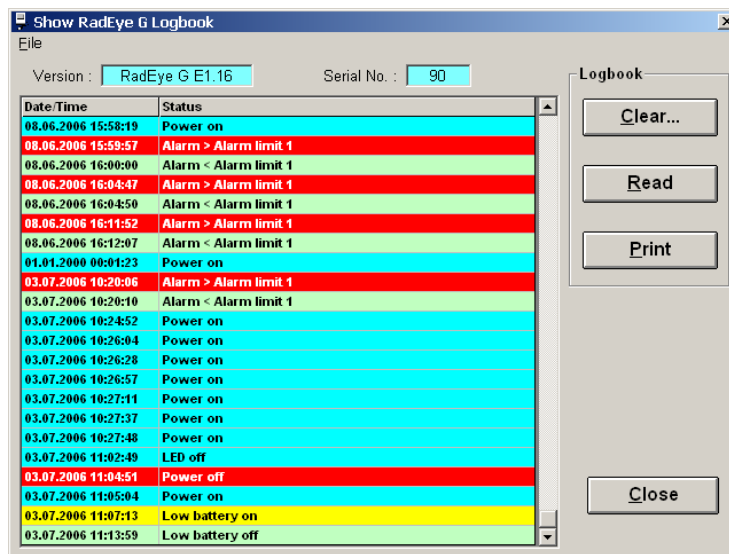 Show RadEye G Logbook
File
Version : RadEye G E1.16 Serial No. : 90
Logbook
Clear...
Read
Print
Close
Date/Time Status
08.06.2006 15:58:19 Power on
08.06.2006 15:59:57 Alarm > Alarm limit 1
08.06.2006 16:00:00 Alarm < Alarm limit 1
08.06.2006 16:04:47 Alarm > Alarm limit 1
08.06.2006 16:04:50 Alarm < Alarm limit 1
08.06.2006 16:11:52 Alarm > Alarm limit 1
08.06.2006 16:12:07 Alarm < Alarm limit 1
01.01.2000 00:01:23 Power on
03.07.2006 10:20:06 Alarm > Alarm limit 1
03.07.2006 10:20:10 Alarm < Alarm limit 1
03.07.2006 10:24:52 Power on
03.07.2006 10:26:04 Power on
03.07.2006 10:26:28 Power on
03.07.2006 10:26:57 Power on
03.07.2006 10:27:11 Power on
03.07.2006 10:27:37 Power on
03.07.2006 10:27:48 Power on
03.07.2006 11:02:49 LED off
03.07.2006 11:04:51 Power off
03.07.2006 11:05:04 Power on
03.07.2006 11:07:13 Low battery on
03.07.2006 11:13:59 Low battery off